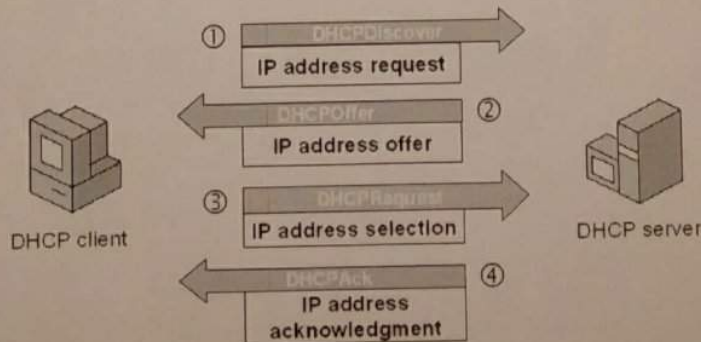 ① DHCPDiscover
IP address request
DHCPOffer ②
IP address offer
③ DHCPRequest
IP address selection
DHCP client
DHCP server
DHCPAck ④
IP address
acknowledgment